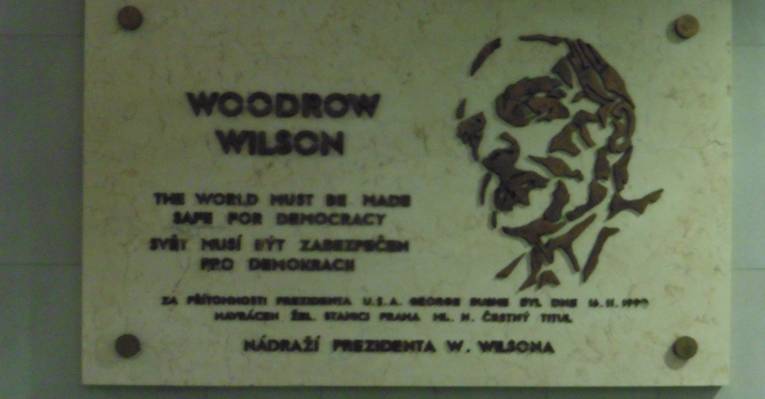 WOODROW
WILSON
THE WORLD MUST BE MADE
SAFE FOR DEMOCRACY
SVĚT MUSÍ BÝT ZABEZPEČEN
PRO DEMOKRACII
ZA PŘÍTOMNOSTI PREZIDENTA U.S.A. GEORGE BUSHE BYL DNE
NAVRÁCEN ŽEL. STANICI PRAHA HL. N. ČESTNÝ TITUL
NÁDRAŽÍ PREZIDENTA W. WILSONA